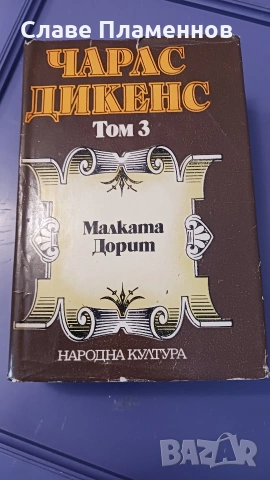 Славе Пламеннов
ЧАРЛС
ДИКЕНС
Том 3
Малката
Дорит
НАРОДНА КУЛТУРА
BAZAR